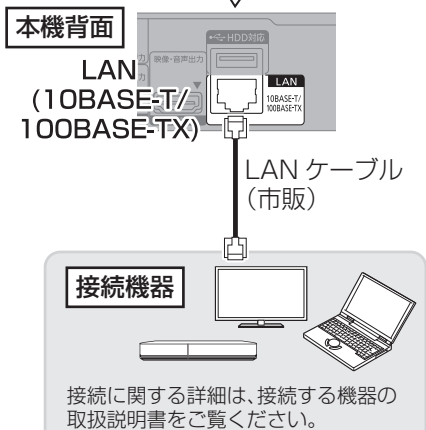 本機背面
HDD対応
力 映像・音声出力
力
LAN
10BASE-T/
100BASE-TX
LAN
(10BASE-T/
100BASE-TX)
LAN ケーブル
(市販)
接続機器
接続に関する詳細は、接続する機器の
取扱説明書をご覧ください。